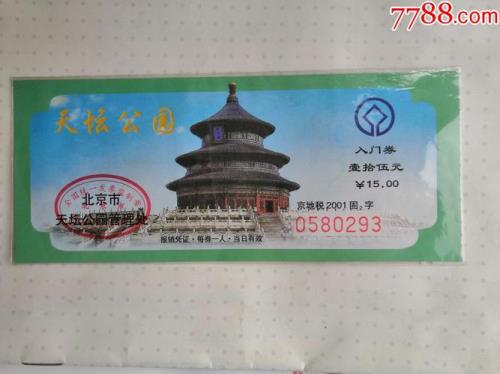 7788.com
天坛公园
入门券
壹拾伍元
￥15.00
北京市
天坛公园管理处
京地税2001固2字
0580293
报销凭证·每券一人·当日有效